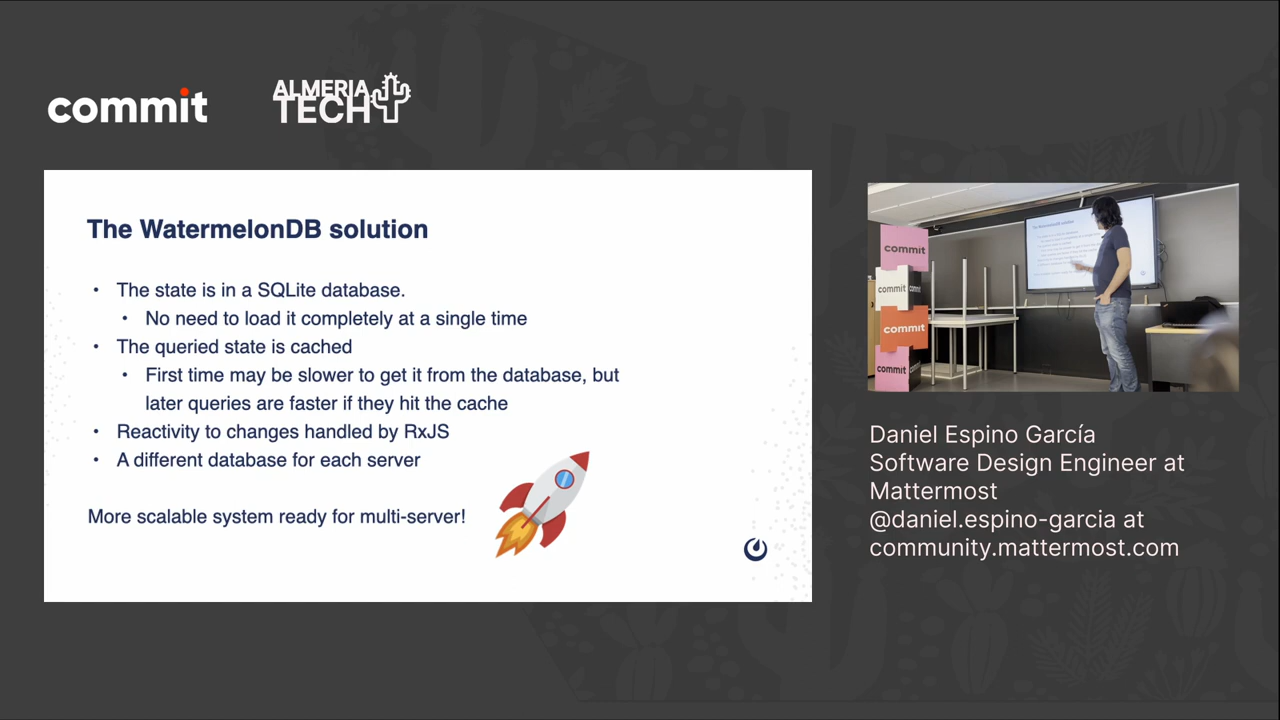 commit
ALMERIA
TECH
The WatermelonDB solution
• The state is in a SQLite database.
• No need to load it completely at a single time
• The queried state is cached
• First time may be slower to get it from the database, but
later queries are faster if they hit the cache
• Reactivity to changes handled by RxJS
• A different database for each server
More scalable system ready for multi-server!
The WatermelonDB solution
commit
commit
commit
commit
Daniel Espino García
Software Design Engineer at
Mattermost
@daniel.espino-garcia at
community.mattermost.com